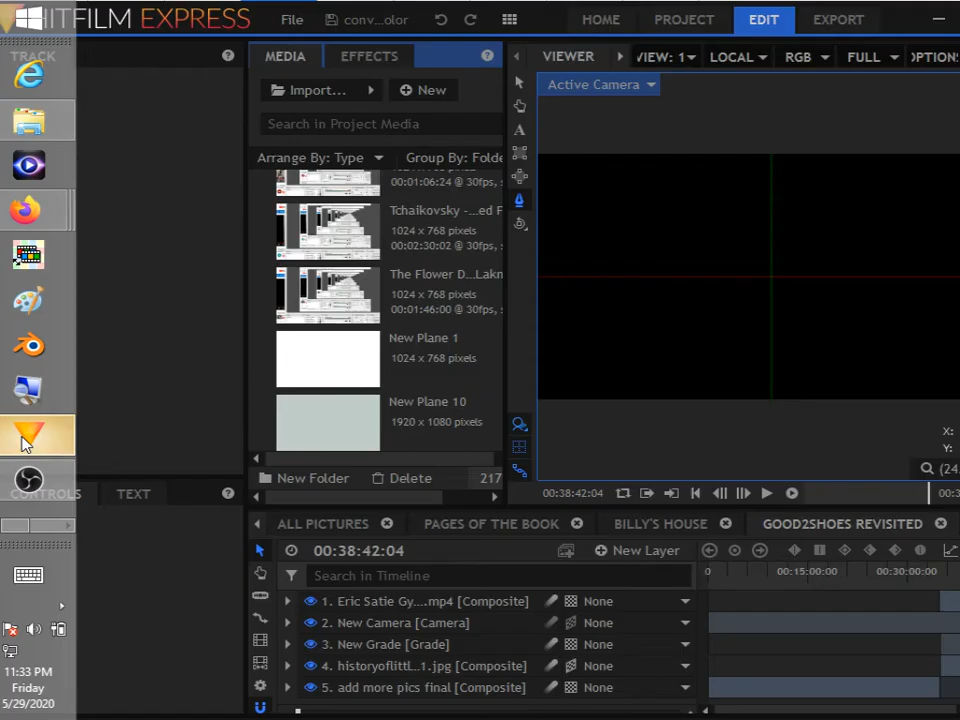 HITFILM EXPRESS
File
conv...olor
HOME
PROJECT
EDIT
EXPORT
TRACK
MEDIA
EFFECTS
Import...
New
Search in Project Media
Arrange By: Type
Group By: Folde
00:01:06:24 @ 30fps, s
Tchaikovsky -...ed F
1024 x 768 pixels
00:02:30:02 @ 30fps, s
The Flower D...Lakn
1024 x 768 pixels
00:01:46:00 @ 30fps, s
New Plane 1
1024 x 768 pixels
New Plane 10
1920 x 1080 pixels
New Folder
Delete
217
VIEWER
VIEW: 1
LOCAL
RGB
FULL
OPTION:
Active Camera
X:
Y:
(24.
00:38:42:04
00:3
CONTROLS
TEXT
ALL PICTURES
PAGES OF THE BOOK
BILLY'S HOUSE
GOOD2SHOES REVISITED
00:38:42:04
New Layer
Search in Timeline
0
00:15:00:00
00:30:00:00
1. Eric Satie Gy....mp4 [Composite]
None
2. New Camera [Camera]
None
3. New Grade [Grade]
None
4. historyoflittl...1.jpg [Composite]
None
5. add more pics final [Composite]
None
11:33 PM
Friday
5/29/2020